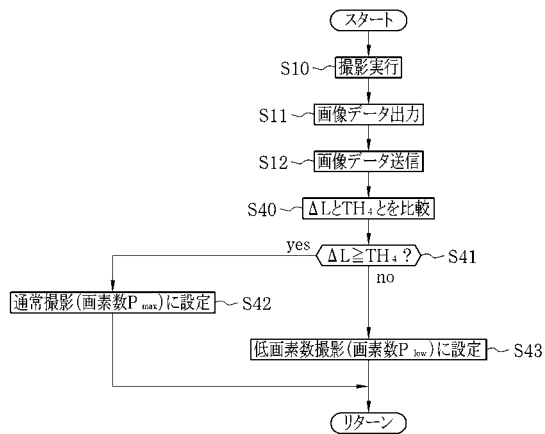 スタート
S10 撮影実行
S11 画像データ出力
S12 画像データ送信
S40 ΔLとTH4とを比較
yes ΔL≧TH4? S41
no
通常撮影(画素数Pmax)に設定 S42
低画素数撮影(画素数Plow)に設定 S43
リターン